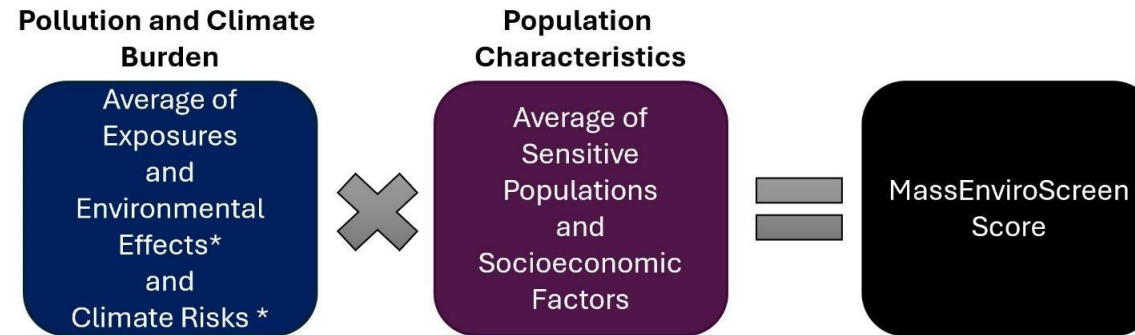 Pollution and Climate
Burden
Average of
Exposures
and
Environmental
Effects*
and
Climate Risks *
Population
Characteristics
Average of
Sensitive
Populations
and
Socioeconomic
Factors
MassEnviroScreen
Score